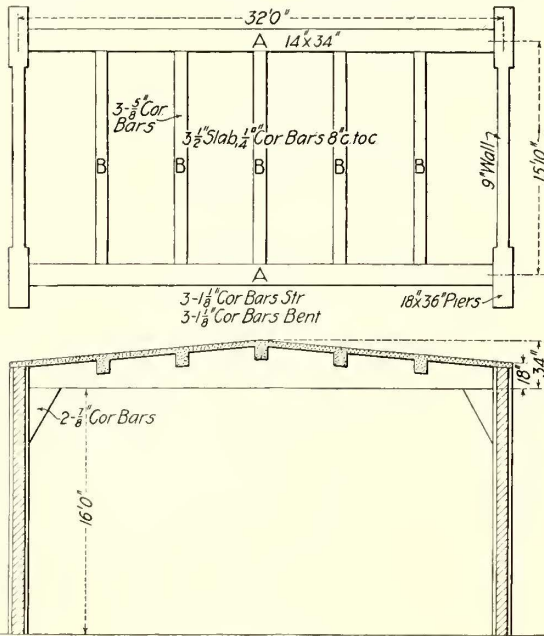 32'0"
A 14"x34"
3-5/8" Cor.
Bars
3 1/2" Slab, 1/4" Cor Bars 8" c. to c
B B B B B
9" Wall
15'10"
A
3-1 1/8" Cor Bars Str
3-1 1/8" Cor Bars Bent
18"x36" Piers
18"
34"
2-7/8" Cor Bars
16'0"